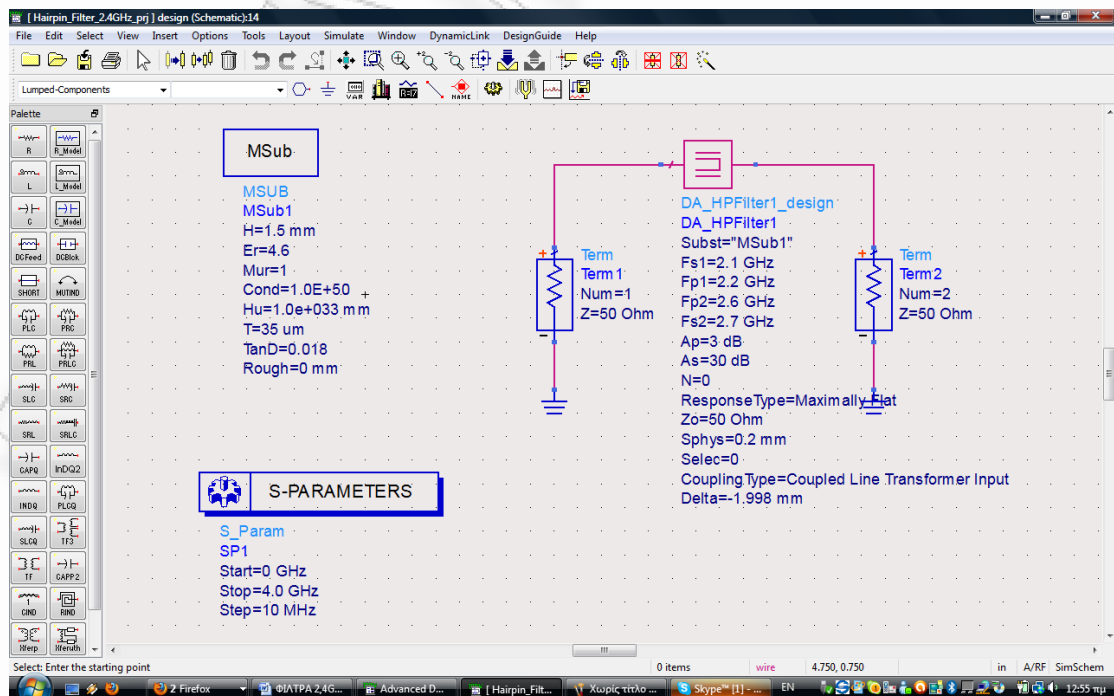 [ Hairpin_Filter_2.4GHz_prj ] design (Schematic):14
File Edit Select View Insert Options Tools Layout Simulate Window DynamicLink DesignGuide Help
VAR
NAME
Lumped-Components
Palette
R R_Model
L L_Model
C C_Model
DCFeed DCBlok
SHORT MUTIND
PLC PRC
PRL PRLC
SLC SRC
SRL SRLC
CAPQ InDQ2
INDQ PLCQ
SLCQ TF3
TF CAPP2
CIND RIND
Xferp Xferuth
MSub
MSUB
MSub1
H=1.5 mm
Er=4.6
Mur=1
Cond=1.0E+50
Hu=1.0e+033 mm
T=35 um
TanD=0.018
Rough=0 mm
S-PARAMETERS
S_Param
SP1
Start=0 GHz
Stop=4.0 GHz
Step=10 MHz
Term
Term1
Num=1
Z=50 Ohm
DA_HPFilter1_design
DA_HPFilter1
Subst="MSub1"
Fs1=2.1 GHz
Fp1=2.2 GHz
Fp2=2.6 GHz
Fs2=2.7 GHz
Ap=3 dB
As=30 dB
N=0
ResponseType=Maximally Flat
Zo=50 Ohm
Sphys=0.2 mm
Selec=0
CouplingType=Coupled Line Transformer Input
Delta=-1.998 mm
Term
Term2
Num=2
Z=50 Ohm
Select: Enter the starting point
0 items wire 4.750, 0.750 in A/RF SimSchem
2 Firefox
ΦΙΛΤΡΑ 2,4G...
Advanced D...
[ Hairpin_Filt...
Χωρίς τίτλο ...
Skype™ [1] - ...
EN
12:55 πμ